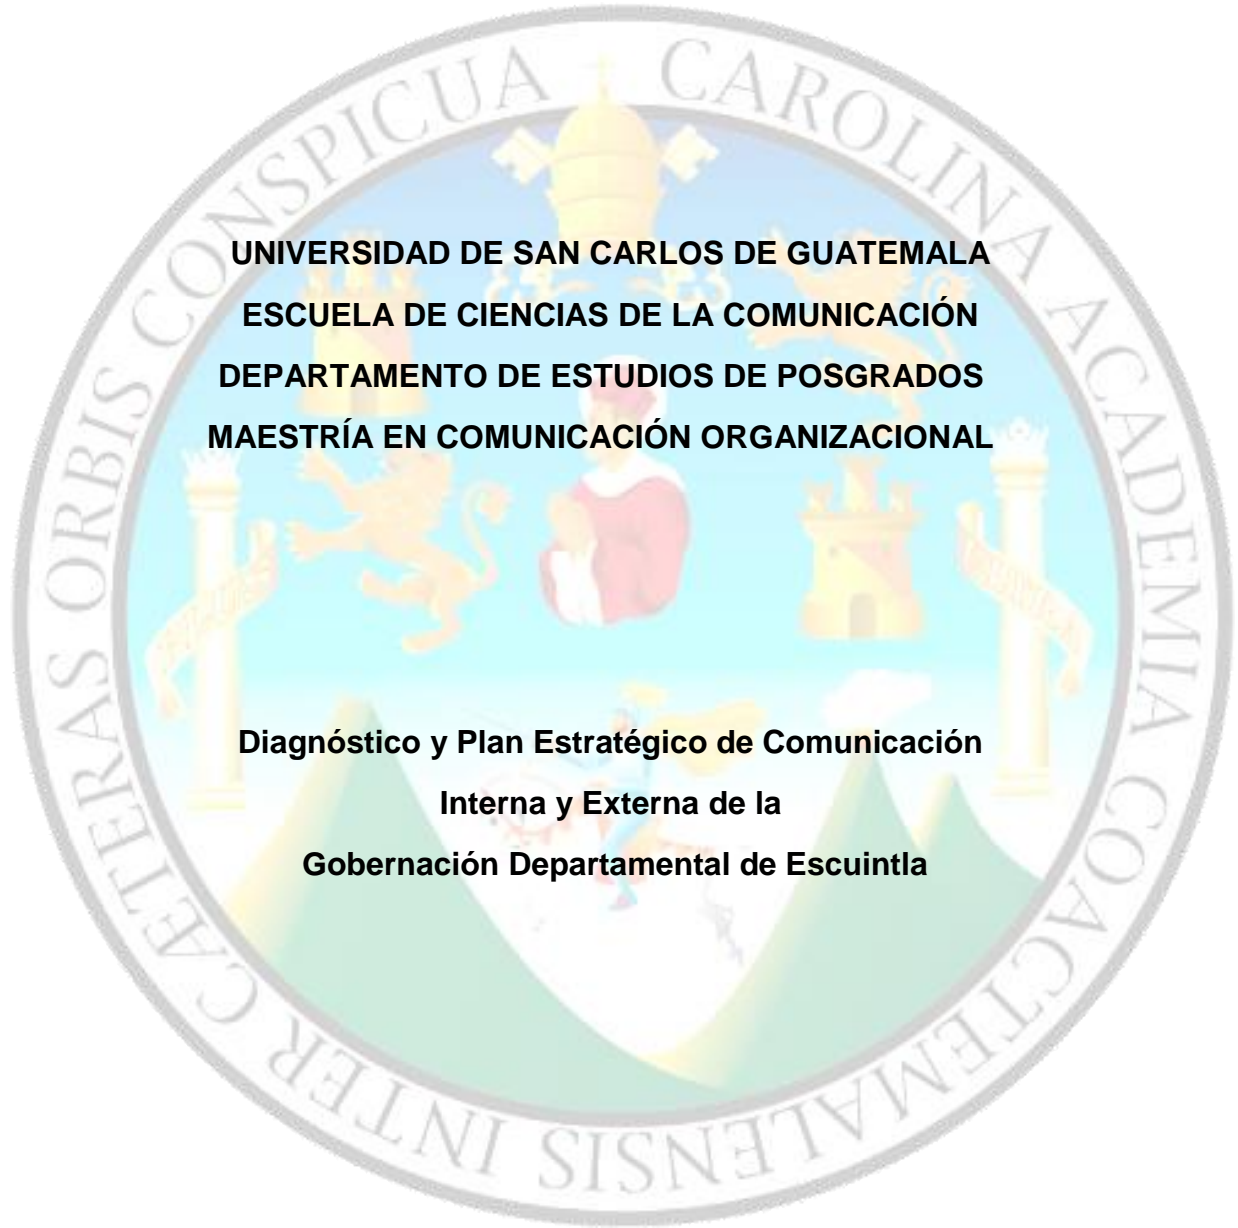 UNIVERSIDAD DE SAN CARLOS DE GUATEMALA
ESCUELA DE CIENCIAS DE LA COMUNICACIÓN
DEPARTAMENTO DE ESTUDIOS DE POSGRADOS
MAESTRÍA EN COMUNICACIÓN ORGANIZACIONAL
Diagnóstico y Plan Estratégico de Comunicación
Interna y Externa de la
Gobernación Departamental de Escuintla
CAETERAS ORBIS CONSPICUA CAROLINA ACADEMIA COACTEMALENSIS INTER